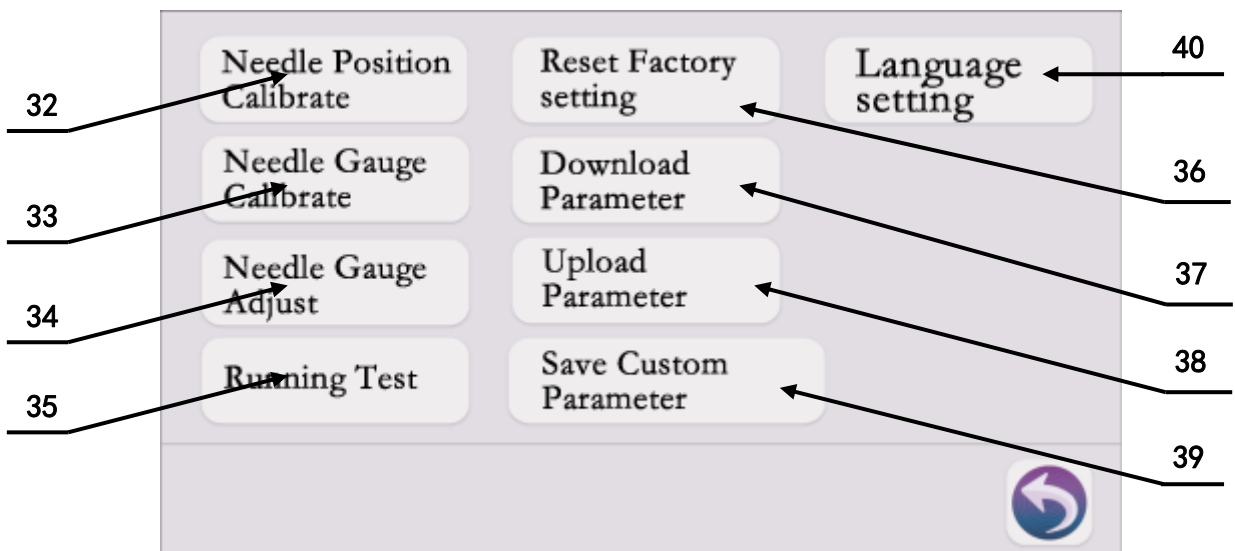 Needle Position
Calibrate
Reset Factory
setting
Language
setting
40
32
Needle Gauge
Calibrate
Download
Parameter
36
33
Needle Gauge
Adjust
Upload
Parameter
37
34
Running Test
Save Custom
Parameter
38
35
39